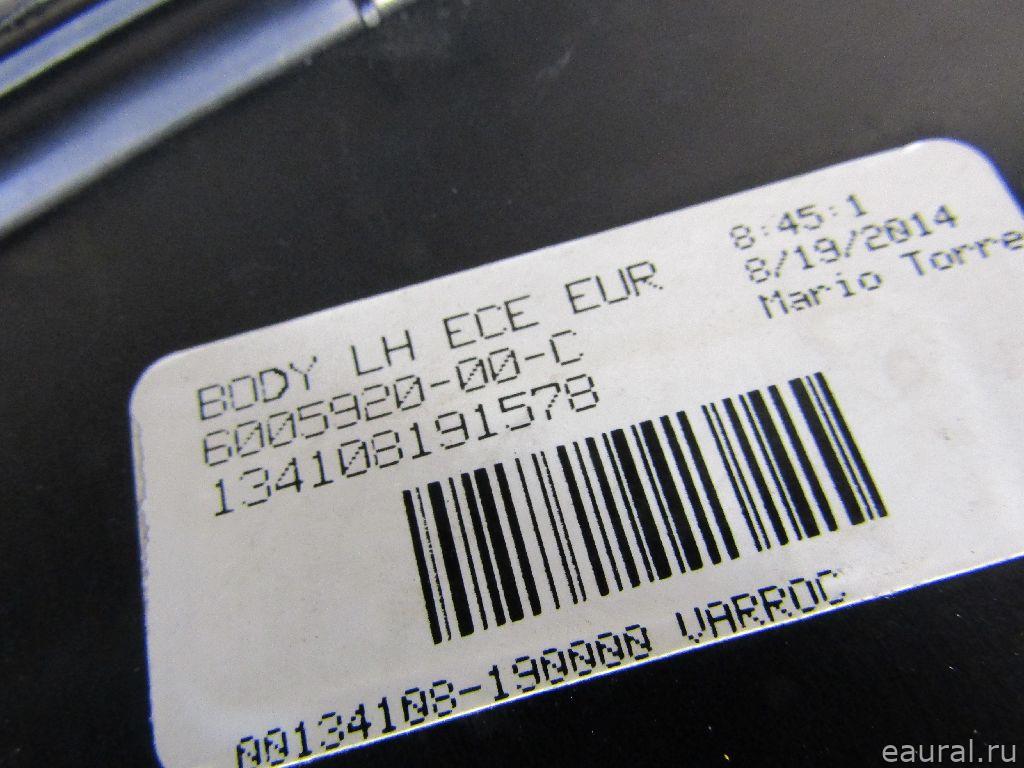 BODY LH ECE EUR
6005920-00-C
134108191578
8:45:1
8/19/2014
Mario Torre
00134108-190000 VARROC
eaural.ru